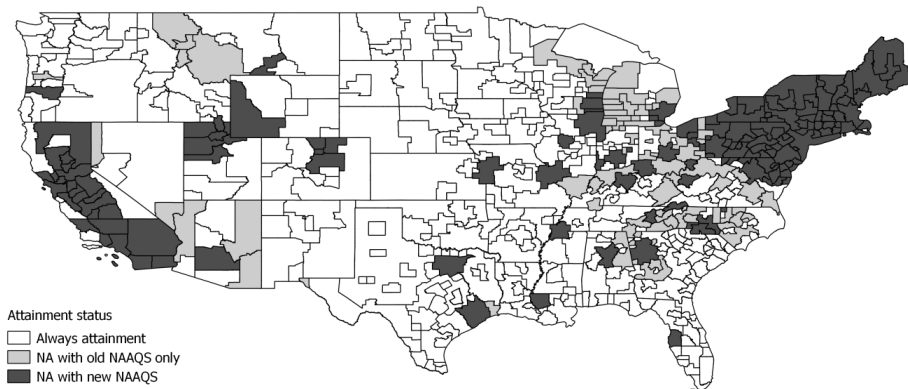 Attainment status
Always attainment
NA with old NAAQS only
NA with new NAAQS